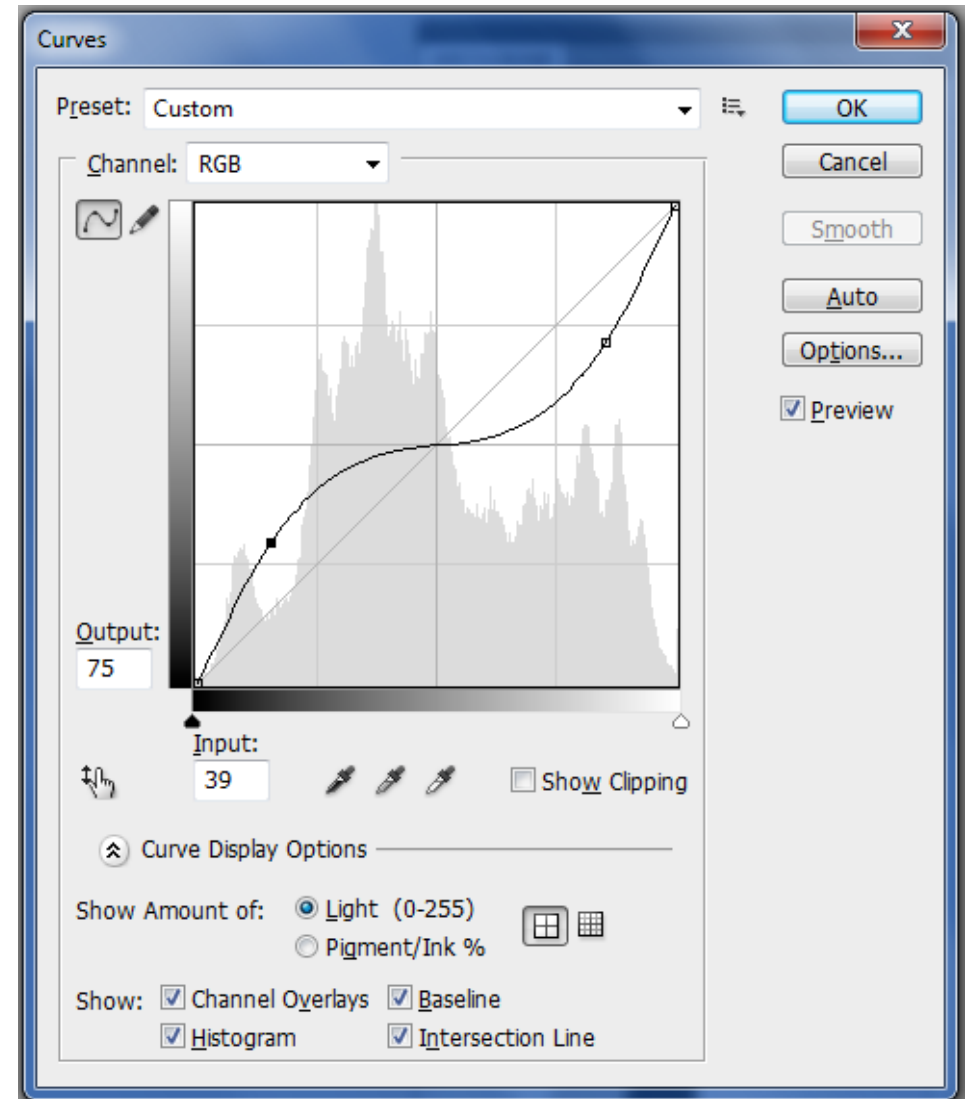 Curves
Preset: Custom OK
Channel: RGB Cancel
Smooth
Auto
Options...
Preview
Output:
75
Input:
39 Show Clipping
Curve Display Options
Show Amount of: Light (0-255)
Pigment/Ink %
Show: Channel Overlays Baseline
Histogram Intersection Line